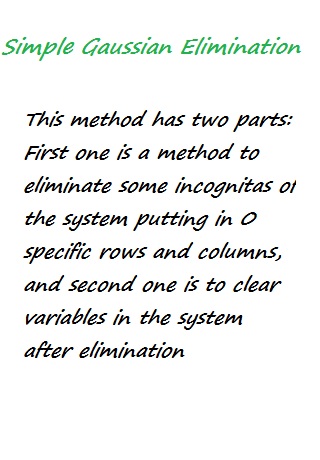 Simple Gaussian Elimination
This method has two parts:
First one is a method to
eliminate some incognitas of
the system putting in 0
specific rows and columns,
and second one is to clear
variables in the system
after elimination